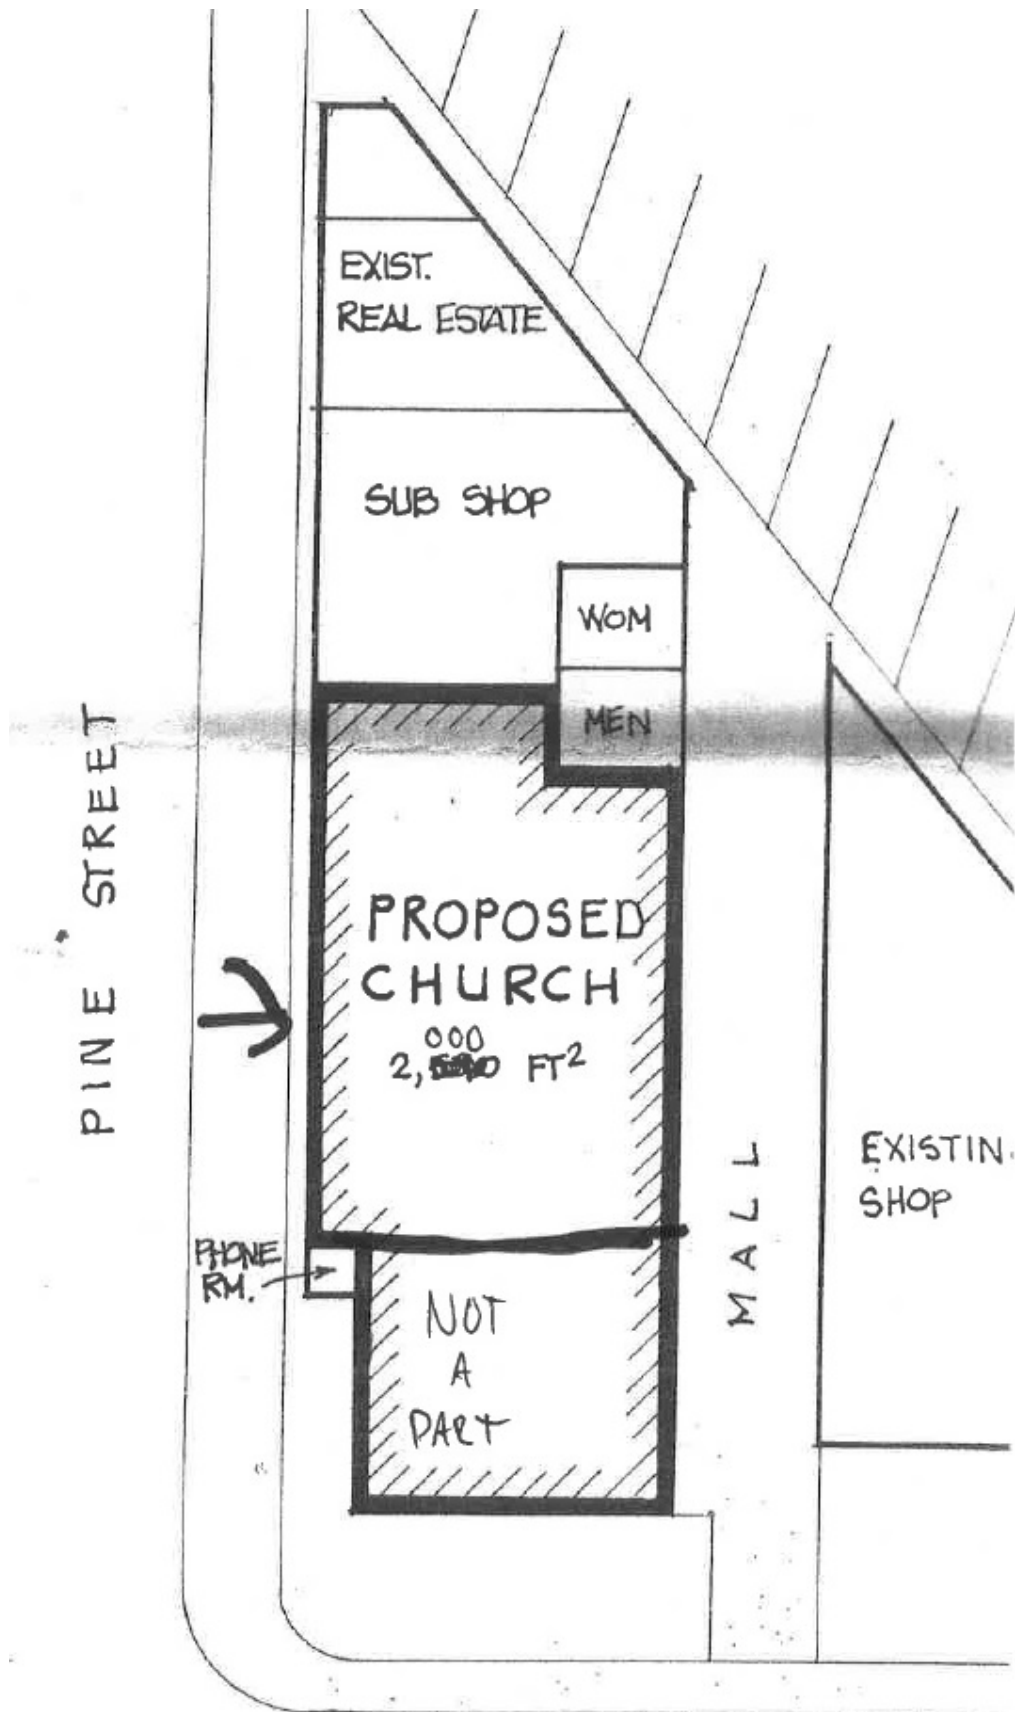 EXIST.
REAL ESTATE
SUB SHOP
WOM
MEN
PINE STREET
PROPOSED
CHURCH
000
2, FT²
EXISTIN
SHOP
MALL
PHONE
RM.
NOT
A
PART